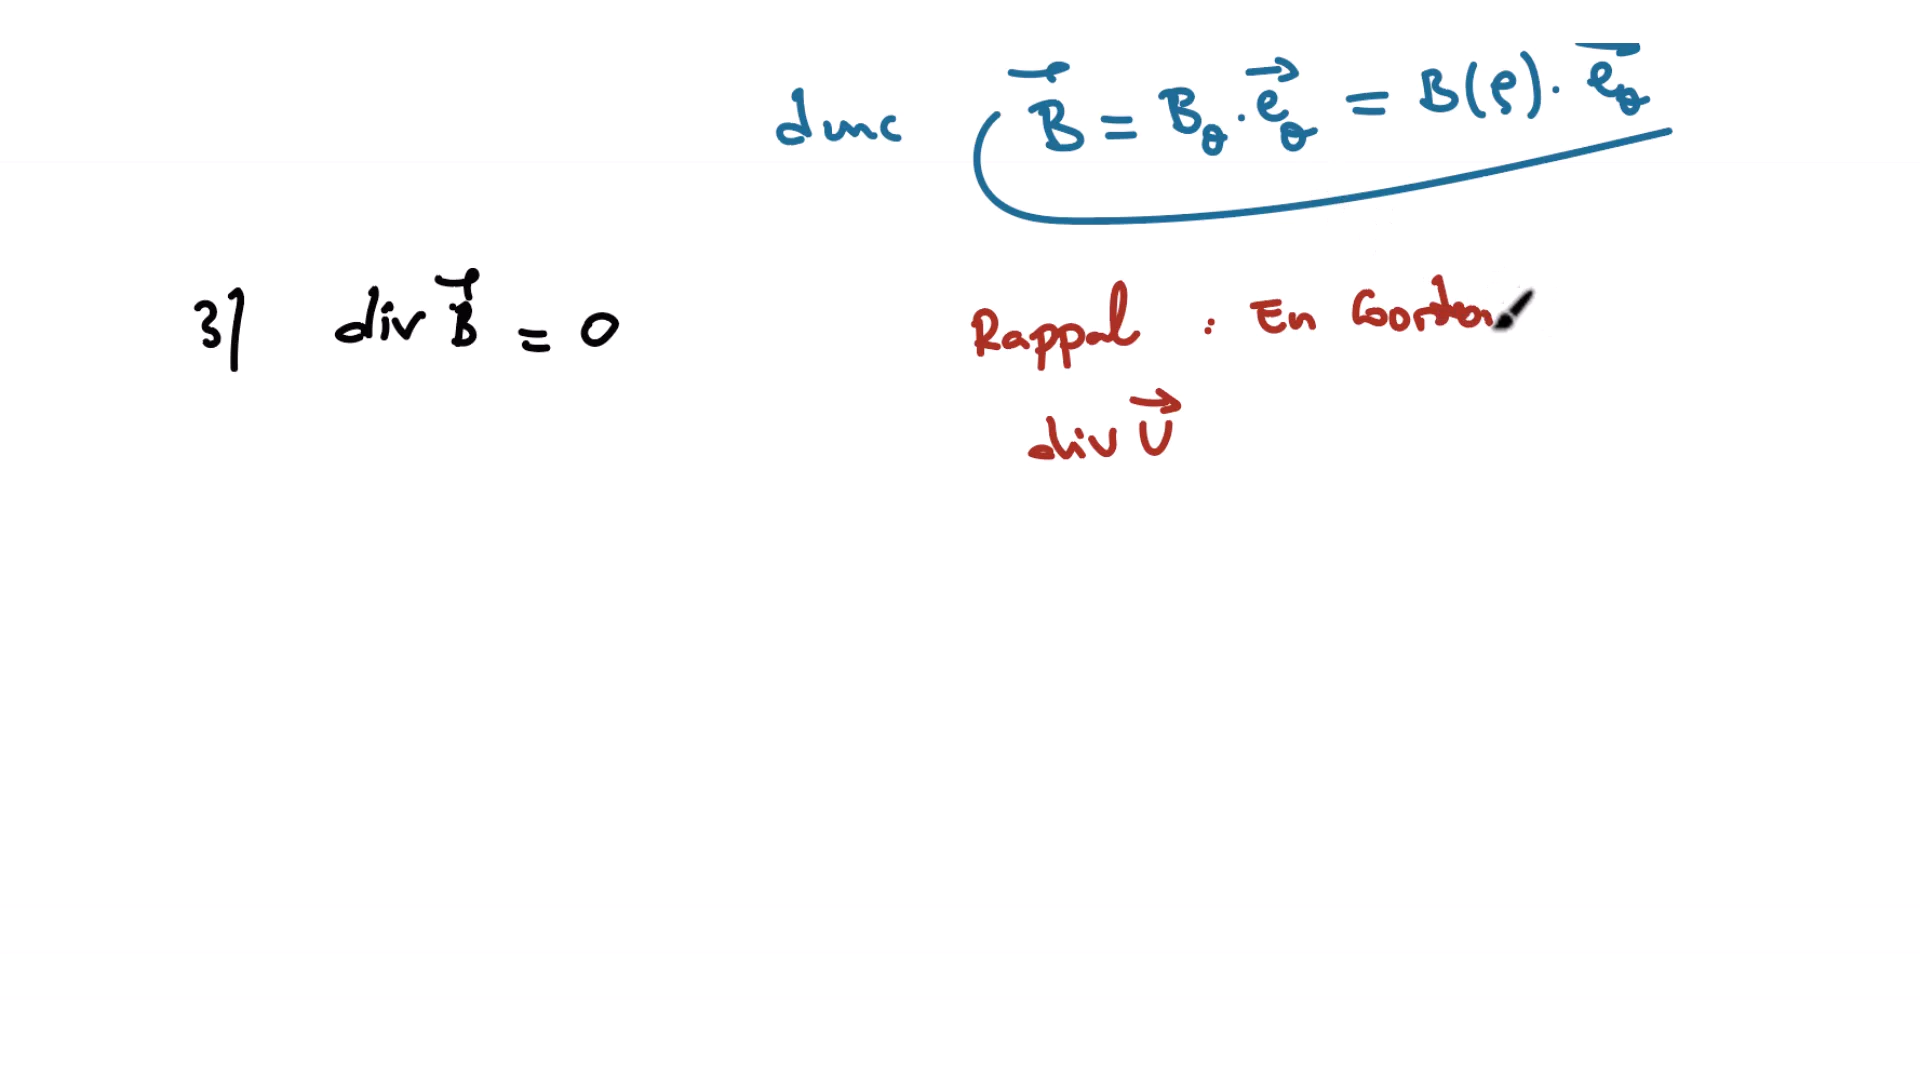 donc B⃗ = B_θ · e⃗_θ = B(ρ) · e⃗_θ
3) div B⃗ = 0
Rappel : En Coordon
div U⃗